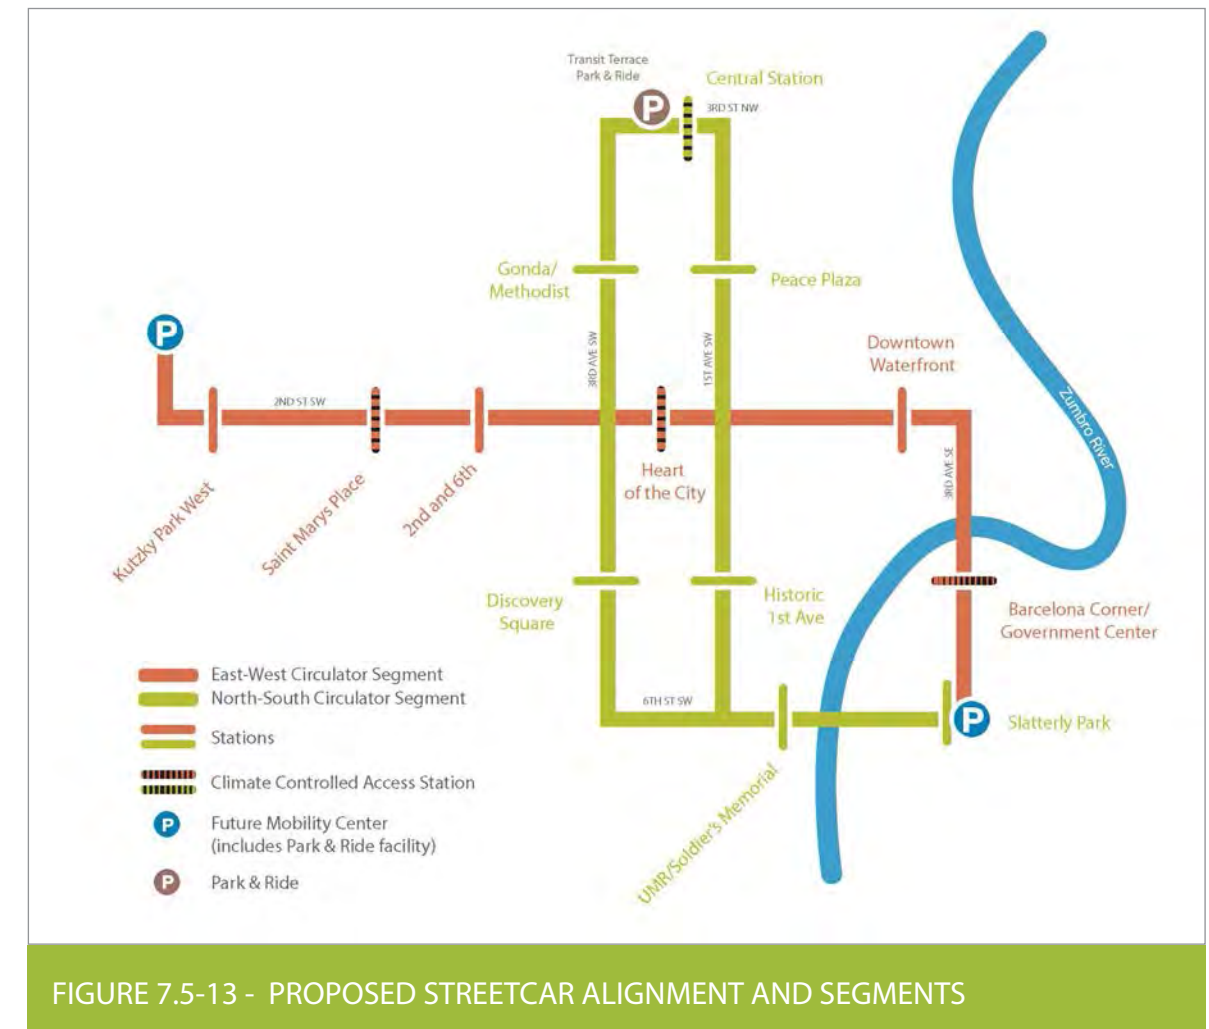 Transit Terrace
Park & Ride
P
Central Station
3RD ST NW
Gonda/
Methodist
Peace Plaza
P
3RD AVE SW
1ST AVE SW
Downtown
Waterfront
Zumbro River
2ND ST SW
Kutzky Park West
Saint Marys Place
2nd and 6th
Heart
of the City
3RD AVE SE
Discovery
Square
Historic
1st Ave
Barcelona Corner/
Government Center
6TH ST SW
UMR/Soldier's Memorial
P
Slatterly Park
East-West Circulator Segment
North-South Circulator Segment
Stations
Climate Controlled Access Station
P
Future Mobility Center
(includes Park & Ride facility)
P
Park & Ride
FIGURE 7.5-13 - PROPOSED STREETCAR ALIGNMENT AND SEGMENTS